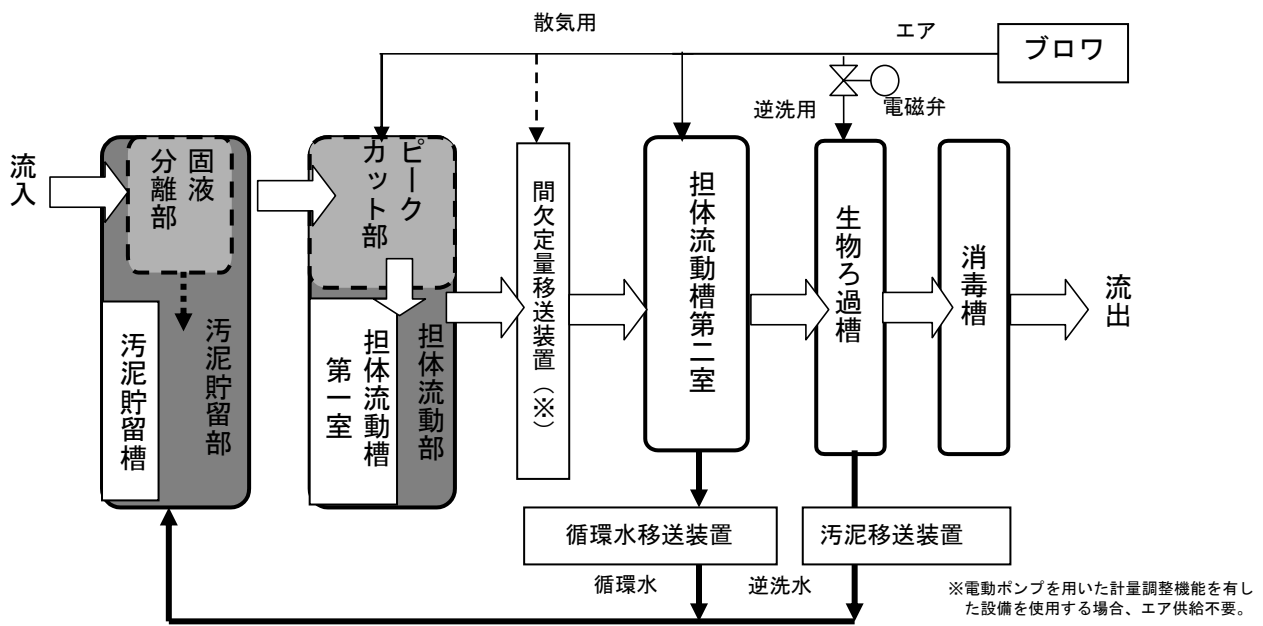 散気用
エア
ブロワ
逆洗用
電磁弁
流入
固液
分離部
汚泥貯留部
汚泥貯留槽
ピーク
カット部
担体流動部
担体流動槽
第一室
間欠定量移送装置（※）
担体流動槽第二室
生物ろ過槽
消毒槽
流出
循環水移送装置
汚泥移送装置
循環水
逆洗水
※電動ポンプを用いた計量調整機能を有し
た設備を使用する場合、エア供給不要。